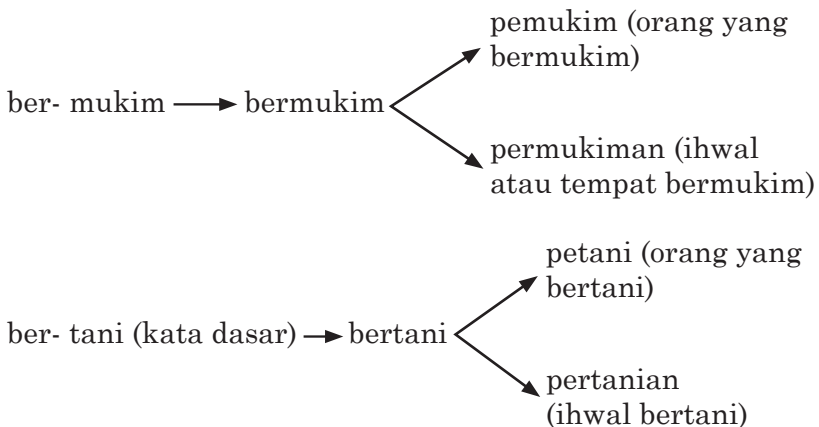 pemukim (orang yang
bermukim)
ber- mukim bermukim
permukiman (ihwal
atau tempat bermukim)
petani (orang yang
bertani)
ber- tani (kata dasar) bertani
pertanian
(ihwal bertani)